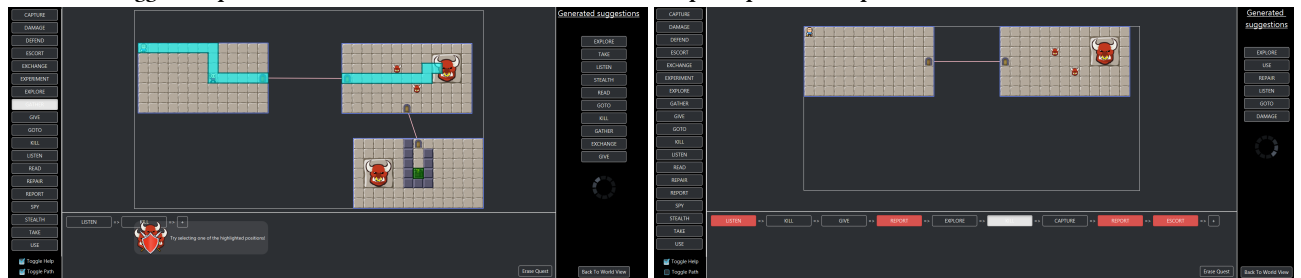 CAPTURE
DAMAGE
DEFEND
ESCORT
EXCHANGE
EXPERIMENT
EXPLORE
GIVE
GOTO
KILL
LISTEN
READ
REPAIR
REPORT
SPY
STEALTH
TAKE
USE
Toggle Help
Toggle Path
LISTEN >> KILL >> +
Try selecting one of the highlighted positions!
Erase Quest
Generated suggestions
EXPLORE
TAKE
LISTEN
STEALTH
READ
GOTO
KILL
GATHER
EXCHANGE
GIVE
Back To World View
CAPTURE
DAMAGE
DEFEND
ESCORT
EXCHANGE
EXPERIMENT
EXPLORE
GATHER
GIVE
GOTO
KILL
LISTEN
READ
REPAIR
REPORT
SPY
STEALTH
TAKE
USE
Toggle Help
Toggle Path
LISTEN >> KILL >> GIVE >> REPORT >> EXPLORE >> >> CAPTURE >> REPORT >> ESCORT >> +
Erase Quest
Generated
suggestions
EXPLORE
USE
REPAIR
LISTEN
GOTO
DAMAGE
Back To World View